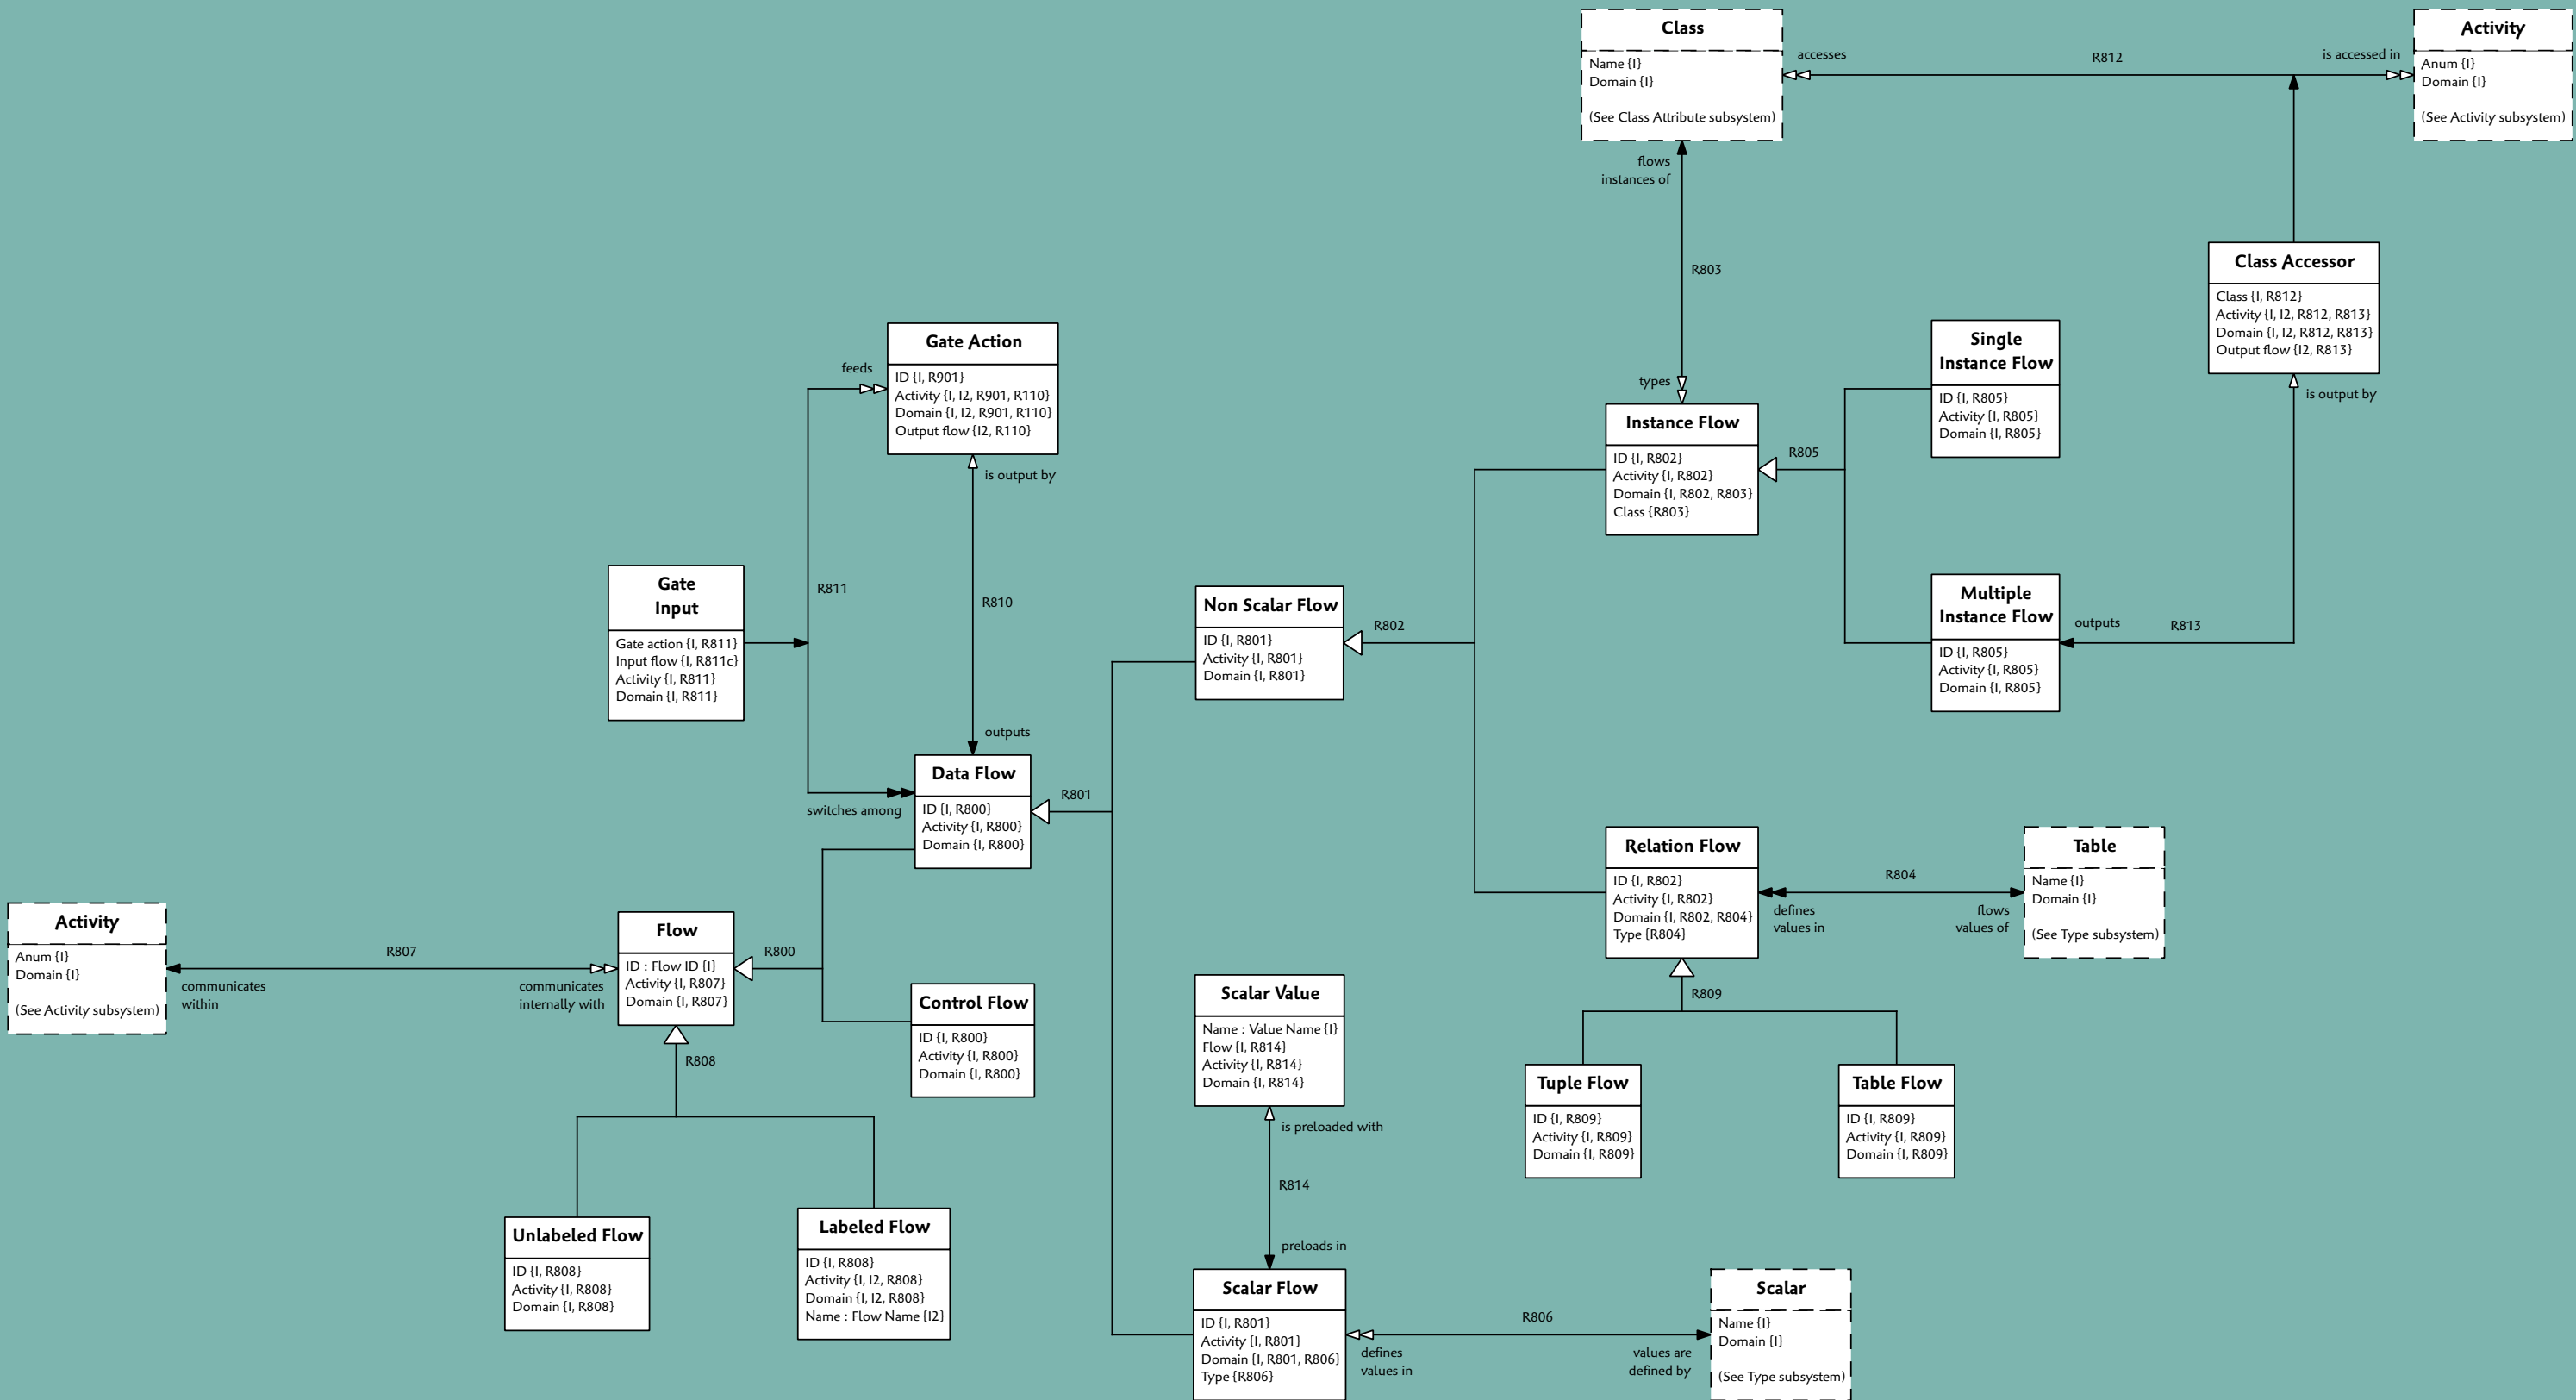 Class
Name {I}
Domain {I}
(See Class Attribute subsystem)
accesses
R812
is accessed in
Activity
Anum {I}
Domain {I}
(See Activity subsystem)
flows
instances of
R803
types
Class Accessor
Class {I, R812}
Activity {I, I2, R812, R813}
Domain {I, I2, R812, R813}
Output flow {I2, R813}
is output by
Gate Action
ID {I, R901}
Activity {I, I2, R901, R110}
Domain {I, I2, R901, R110}
Output flow {I2, R110}
feeds
is output by
R811
R810
outputs
switches among
Gate
Input
Gate action {I, R811}
Input flow {I, R811c}
Activity {I, R811}
Domain {I, R811}
Single
Instance Flow
ID {I, R805}
Activity {I, R805}
Domain {I, R805}
Instance Flow
ID {I, R802}
Activity {I, R802}
Domain {I, R802, R803}
Class {R803}
R805
Multiple
Instance Flow
ID {I, R805}
Activity {I, R805}
Domain {I, R805}
outputs
R813
Non Scalar Flow
ID {I, R801}
Activity {I, R801}
Domain {I, R801}
R802
Data Flow
ID {I, R800}
Activity {I, R800}
Domain {I, R800}
R801
Relation Flow
ID {I, R802}
Activity {I, R802}
Domain {I, R802, R804}
Type {R804}
R804
defines
values in
flows
values of
Table
Name {I}
Domain {I}
(See Type subsystem)
Activity
Anum {I}
Domain {I}
(See Activity subsystem)
R807
communicates
within
communicates
internally with
Flow
ID : Flow ID {I}
Activity {I, R807}
Domain {I, R807}
R800
Control Flow
ID {I, R800}
Activity {I, R800}
Domain {I, R800}
R808
Scalar Value
Name : Value Name {I}
Flow {I, R814}
Activity {I, R814}
Domain {I, R814}
is preloaded with
R814
preloads in
R809
Tuple Flow
ID {I, R809}
Activity {I, R809}
Domain {I, R809}
Table Flow
ID {I, R809}
Activity {I, R809}
Domain {I, R809}
Unlabeled Flow
ID {I, R808}
Activity {I, R808}
Domain {I, R808}
Labeled Flow
ID {I, R808}
Activity {I, I2, R808}
Domain {I, I2, R808}
Name : Flow Name {I2}
Scalar Flow
ID {I, R801}
Activity {I, R801}
Domain {I, R801, R806}
Type {R806}
R806
defines
values in
values are
defined by
Scalar
Name {I}
Domain {I}
(See Type subsystem)